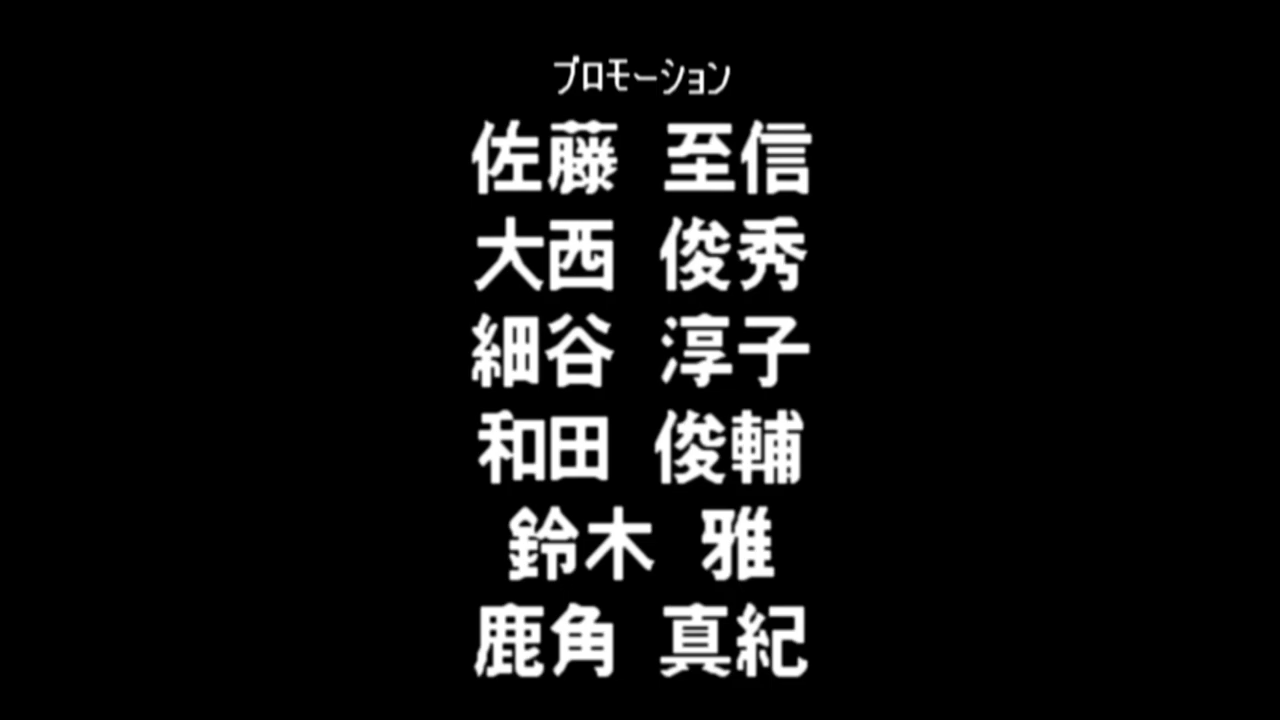 プロモーション
佐藤 至信
大西 俊秀
細谷 淳子
和田 俊輔
鈴木 雅
鹿角 真紀